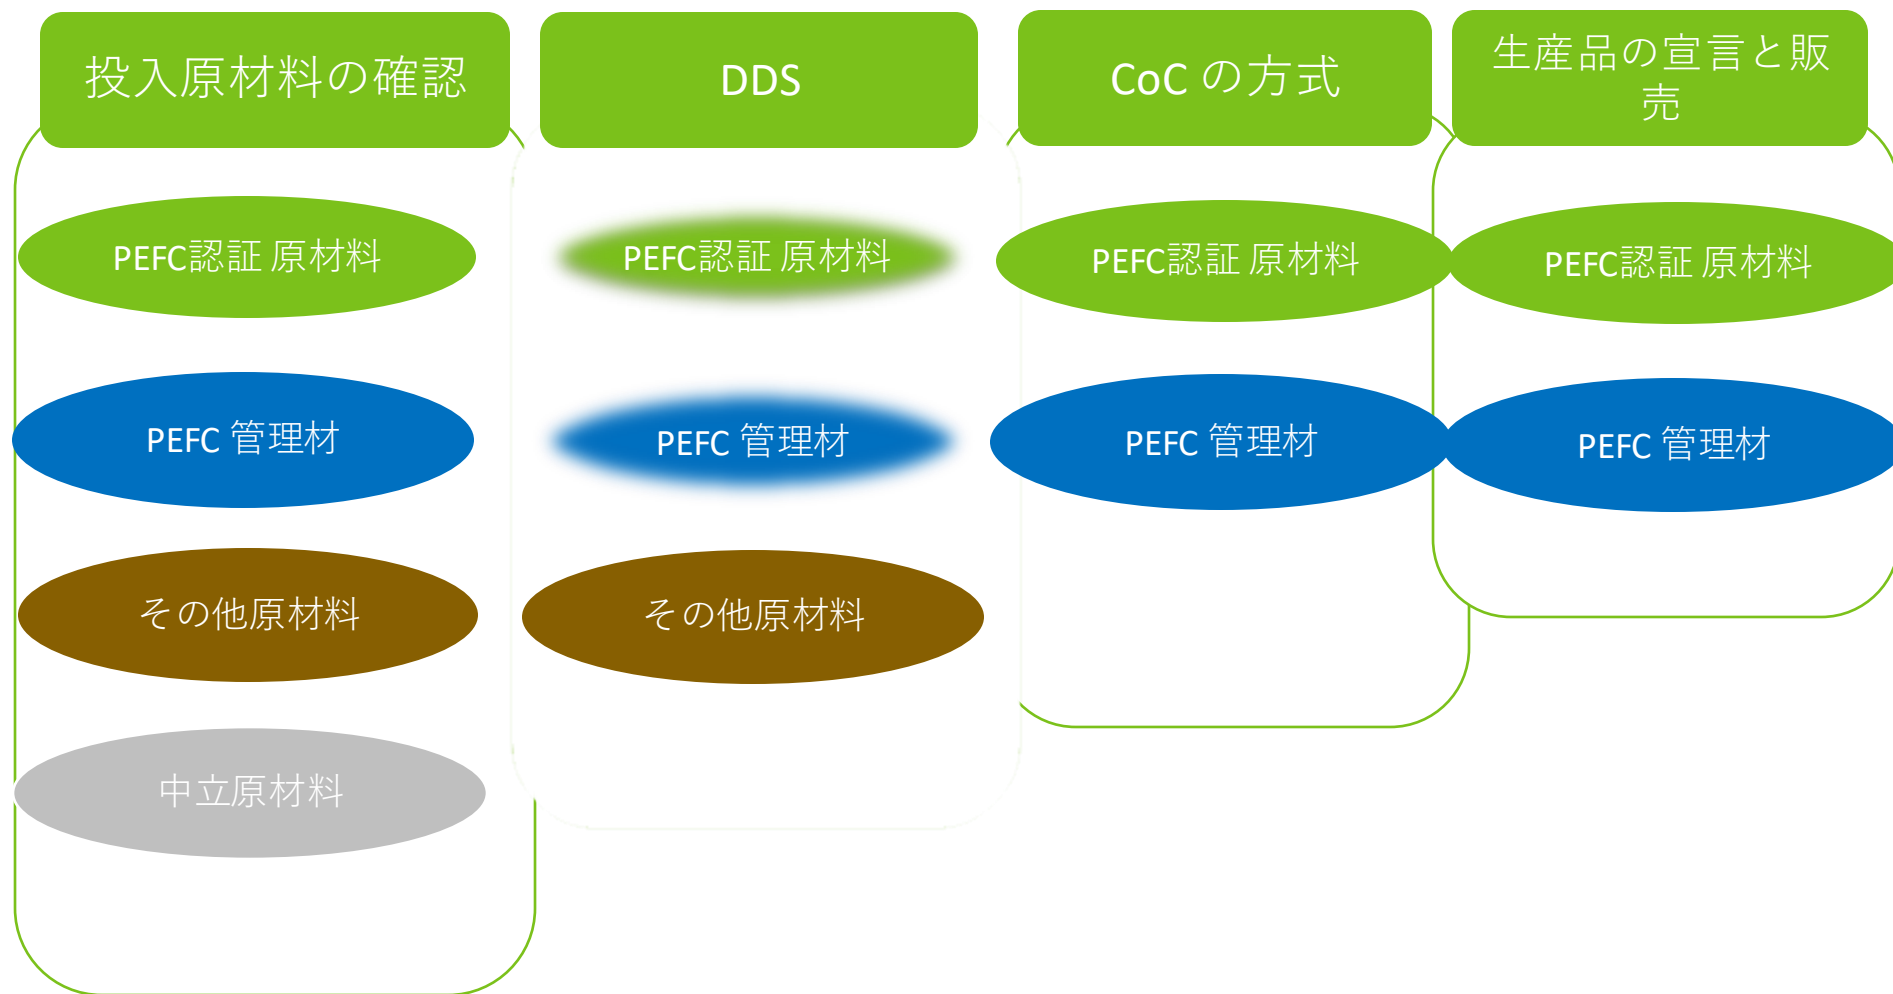 投入原材料の確認
PEFC認証 原材料
PEFC 管理材
その他原材料
中立原材料
DDS
PEFC認証 原材料
PEFC 管理材
その他原材料
CoC の方式
PEFC認証 原材料
PEFC 管理材
生産品の宣言と販
売
PEFC認証 原材料
PEFC 管理材